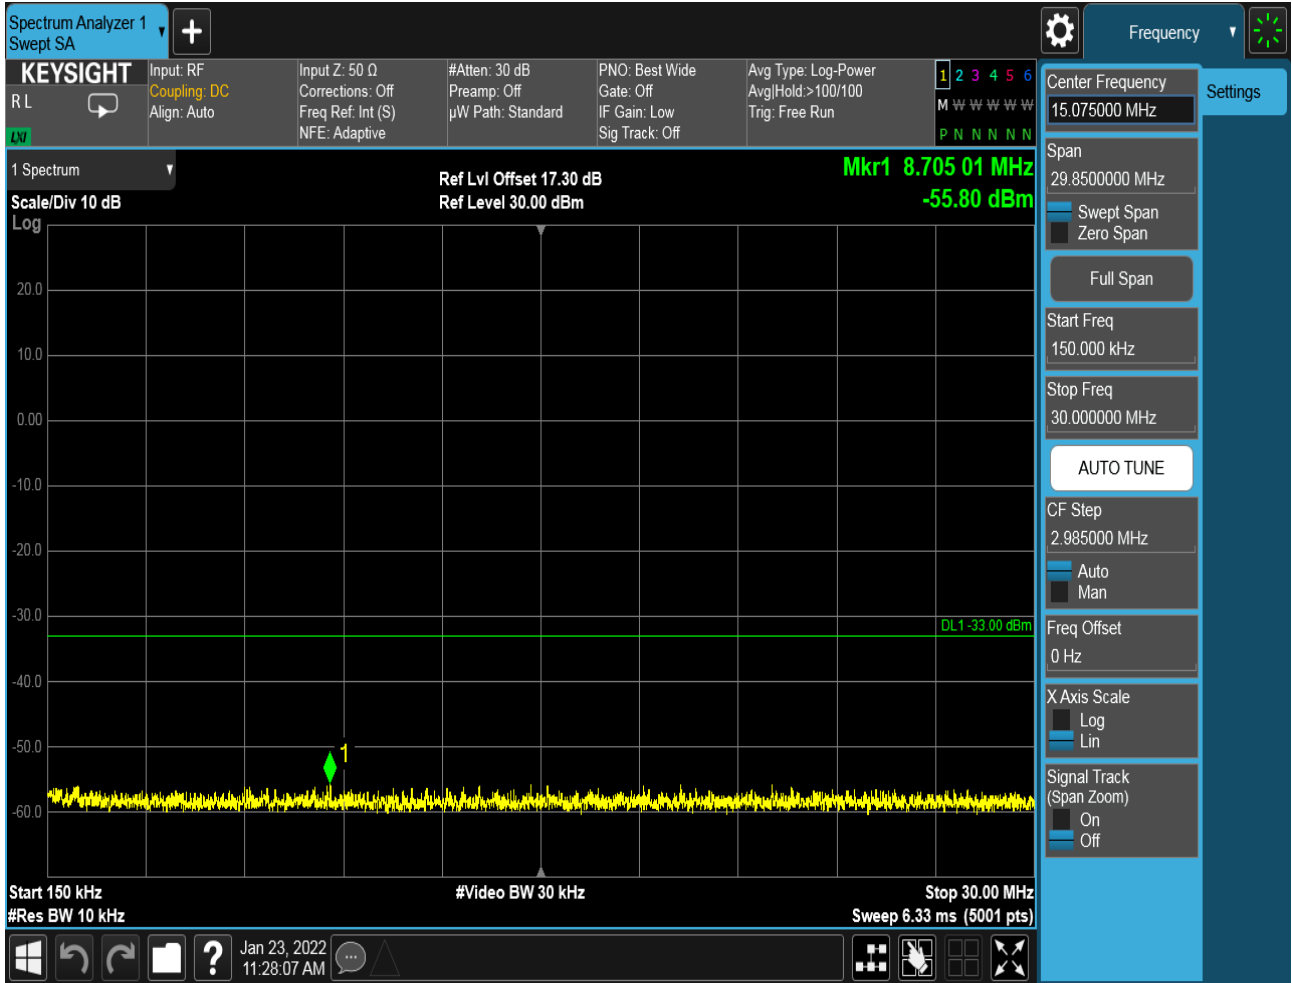 Spectrum Analyzer 1
Swept SA
Frequency
KEYSIGHT
R L
LXI
Input: RF
Coupling: DC
Align: Auto
Input Z: 50 Ω
Corrections: Off
Freq Ref: Int (S)
NFE: Adaptive
#Atten: 30 dB
Preamp: Off
µW Path: Standard
PNO: Best Wide
Gate: Off
IF Gain: Low
Sig Track: Off
Avg Type: Log-Power
Avg|Hold:>100/100
Trig: Free Run
1 2 3 4 5 6
M W W W W W
P N N N N N
1 Spectrum
Scale/Div 10 dB
Log
Ref Lvl Offset 17.30 dB
Ref Level 30.00 dBm
Mkr1 8.705 01 MHz
-55.80 dBm
20.0
10.0
0.00
-10.0
-20.0
-30.0
-40.0
-50.0
-60.0
DL1 -33.00 dBm
1
Start 150 kHz
#Res BW 10 kHz
#Video BW 30 kHz
Stop 30.00 MHz
Sweep 6.33 ms (5001 pts)
Center Frequency
15.075000 MHz
Span
29.8500000 MHz
Swept Span
Zero Span
Full Span
Start Freq
150.000 kHz
Stop Freq
30.000000 MHz
AUTO TUNE
CF Step
2.985000 MHz
Auto
Man
Freq Offset
0 Hz
X Axis Scale
Log
Lin
Signal Track
(Span Zoom)
On
Off
Settings
?
Jan 23, 2022
11:28:07 AM